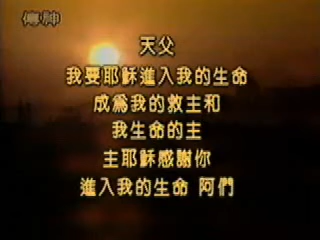 傳神
天父
我要耶穌進入我的生命
成為我的救主和
我生命的主
主耶穌感謝你
進入我的生命 阿們